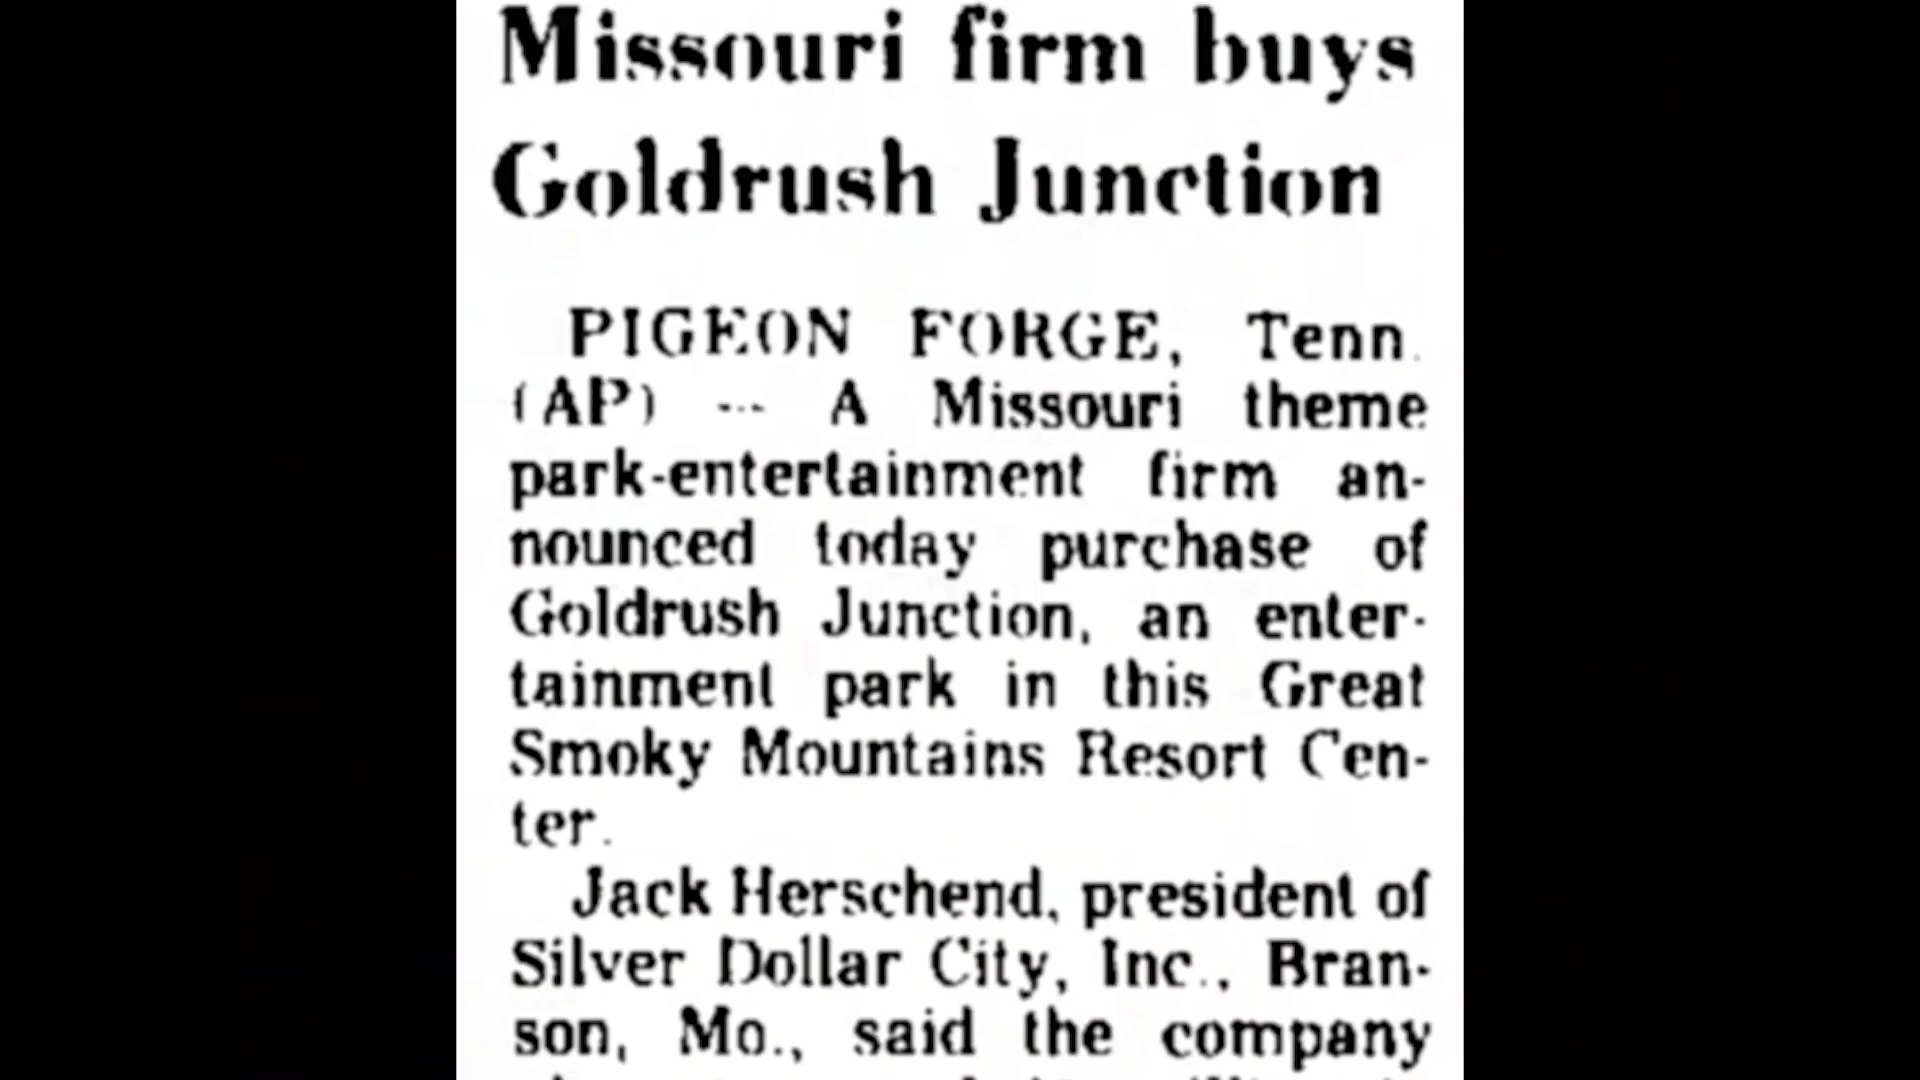 Missouri firm buys
Goldrush Junction
PIGEON FORGE, Tenn.
(AP) -- A Missouri theme
park-entertainment firm an-
nounced today purchase of
Goldrush Junction, an enter-
tainment park in this Great
Smoky Mountains Resort Cen-
ter.
Jack Herschend, president of
Silver Dollar City, Inc., Bran-
son, Mo., said the company